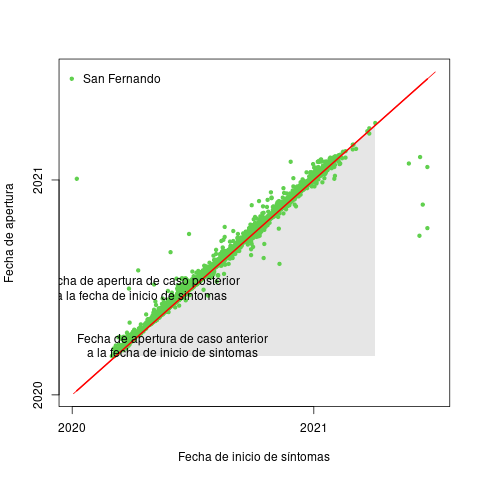 San Fernando
2021
Fecha de apertura
cha de apertura de caso posterior
a la fecha de inicio de síntomas
Fecha de apertura de caso anterior
a la fecha de inicio de sintomas
2020
2020
2021
Fecha de inicio de síntomas